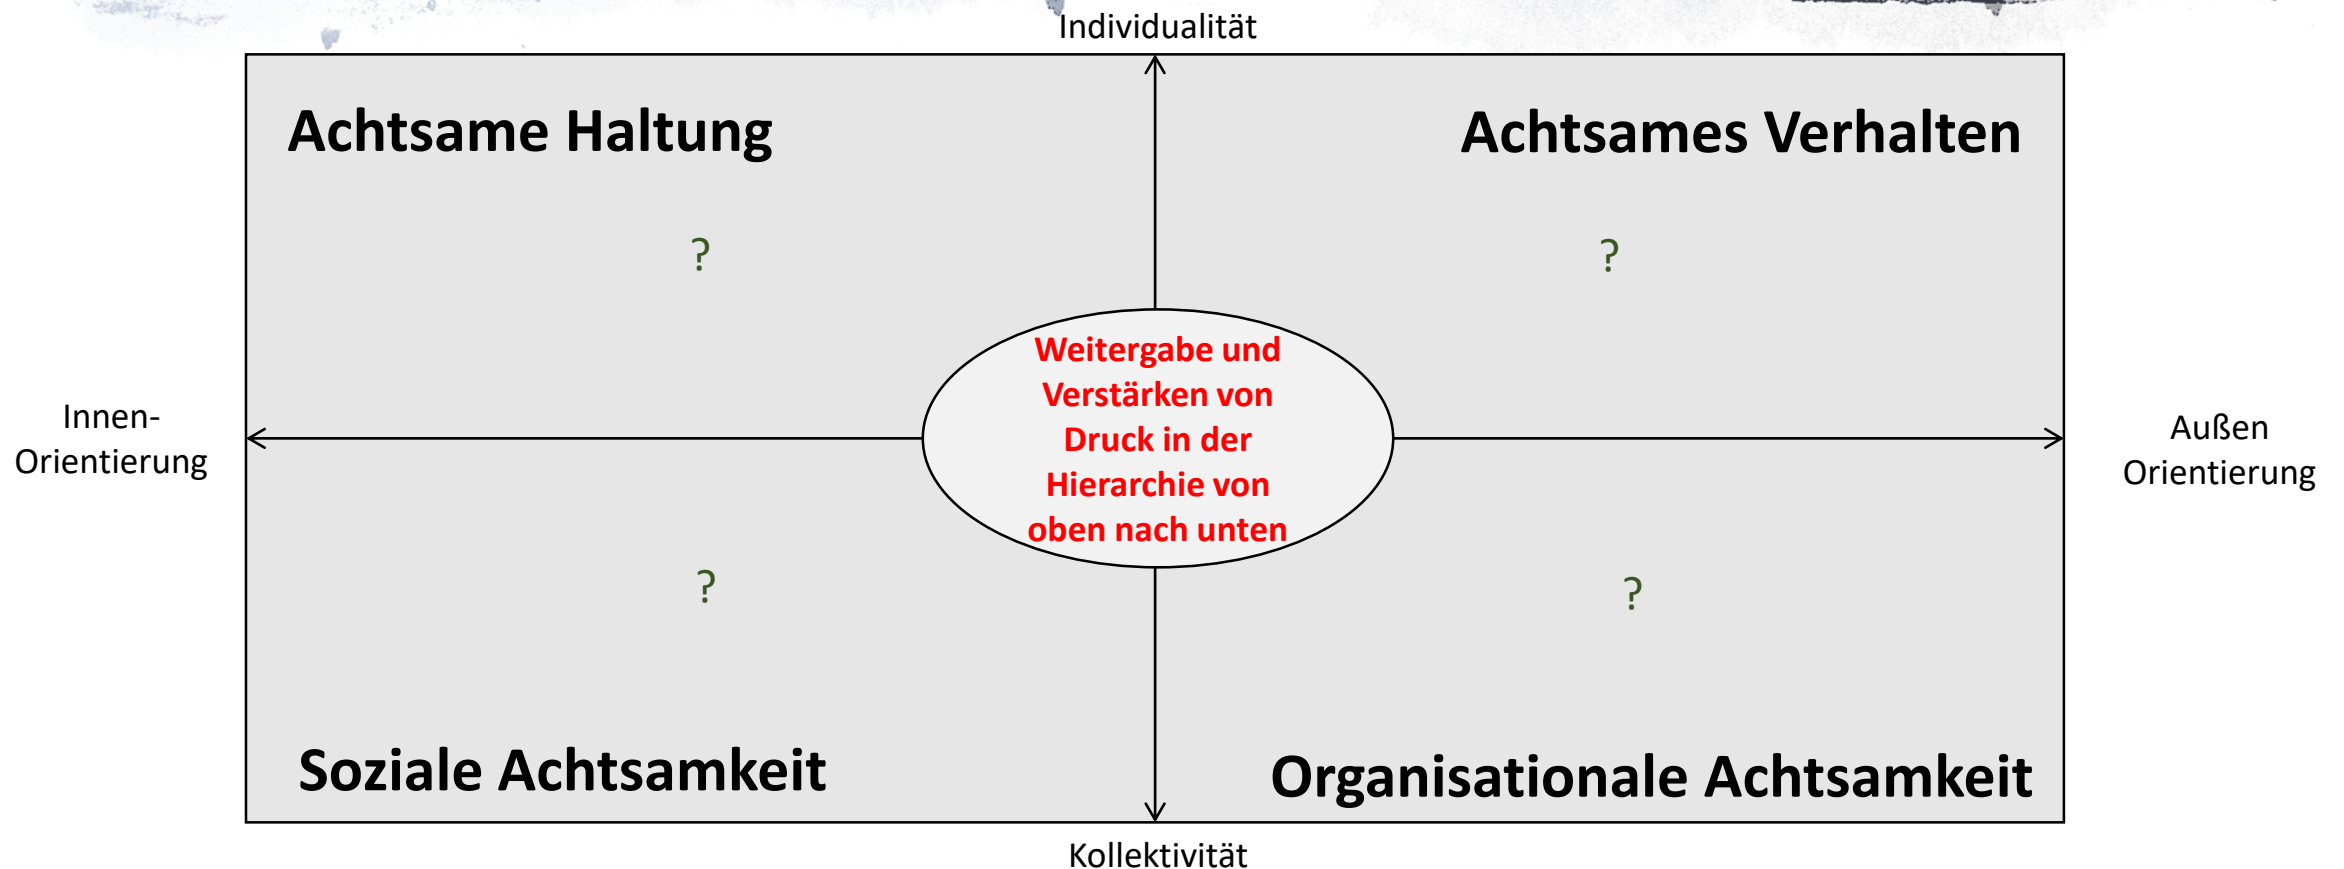 Individualität
Achtsame Haltung
Achtsames Verhalten
?
?
Weitergabe und
Verstärken von
Druck in der
Hierarchie von
oben nach unten
Innen-
Orientierung
Außen
Orientierung
?
?
Soziale Achtsamkeit
Organisationale Achtsamkeit
Kollektivität